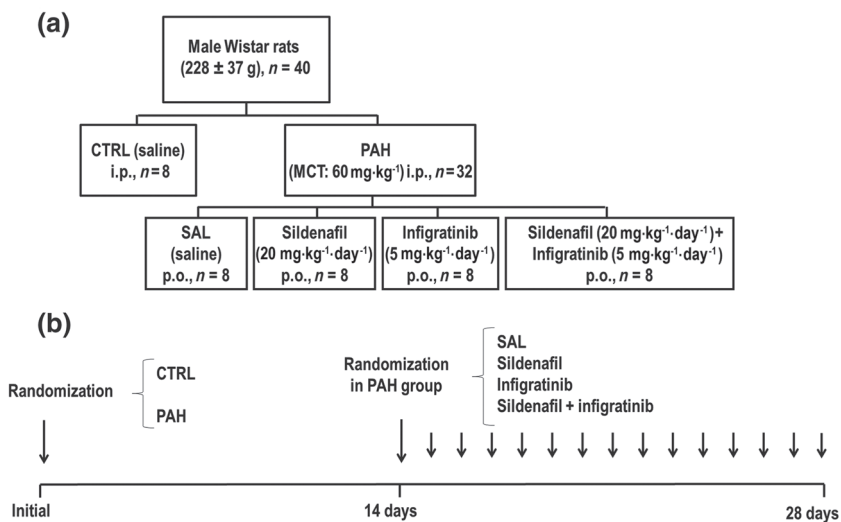 (a)
Male Wistar rats
(228 ± 37 g), n = 40
CTRL (saline)
i.p., n = 8
PAH
(MCT: 60 mg·kg⁻¹) i.p., n = 32
SAL
(saline)
p.o., n = 8
Sildenafil
(20 mg·kg⁻¹·day⁻¹)
p.o., n = 8
Infigratinib
(5 mg·kg⁻¹·day⁻¹)
p.o., n = 8
Sildenafil (20 mg·kg⁻¹·day⁻¹)+
Infigratinib (5 mg·kg⁻¹·day⁻¹)
p.o., n = 8
(b)
Randomization
CTRL
PAH
Randomization
in PAH group
SAL
Sildenafil
Infigratinib
Sildenafil + infigratinib
Initial
14 days
28 days